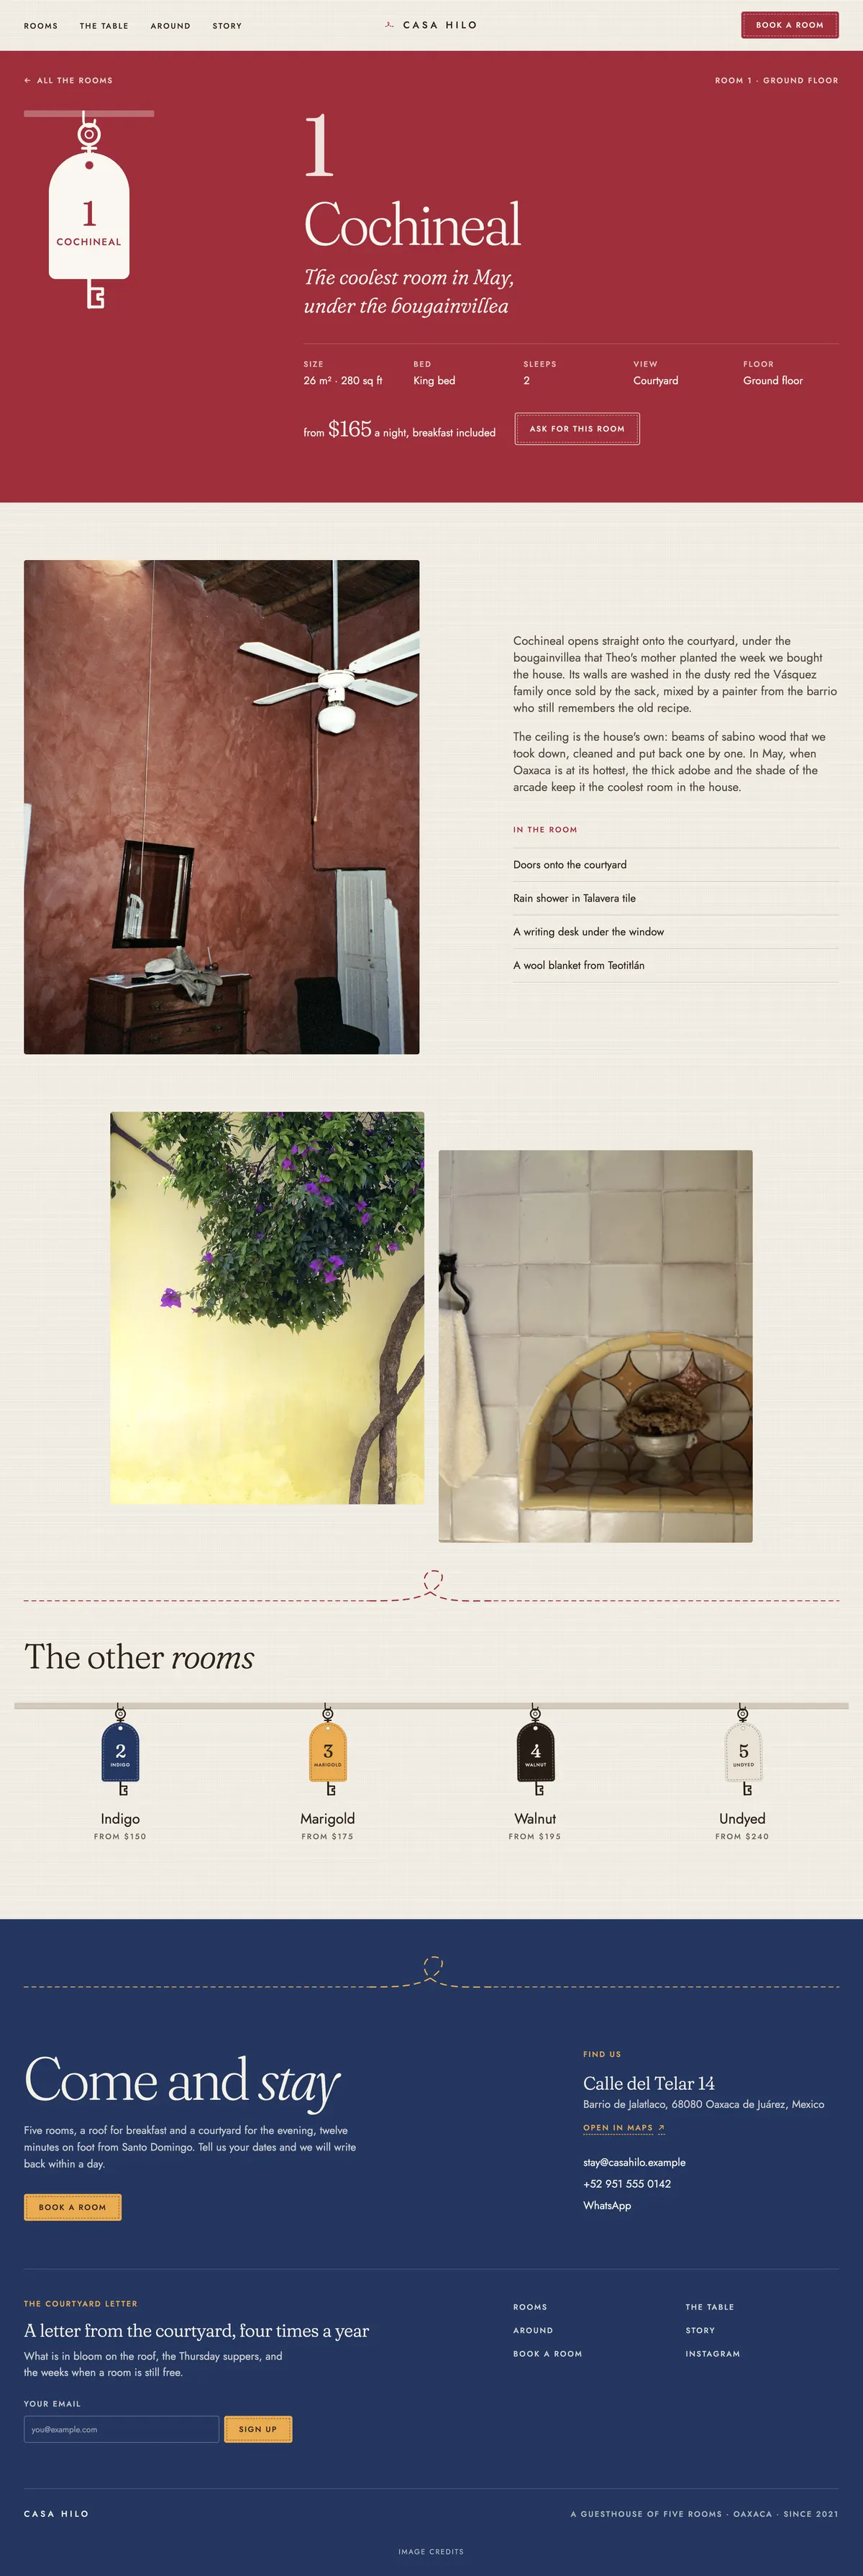 ROOMS THE TABLE AROUND STORY
CASA HILO
BOOK A ROOM
← ALL THE ROOMS
ROOM 1 · GROUND FLOOR
1
COCHINEAL
1
Cochineal
The coolest room in May,
under the bougainvillea
SIZE BED SLEEPS VIEW FLOOR
26 m² · 280 sq ft King bed 2 Courtyard Ground floor
from $165 a night, breakfast included
ASK FOR THIS ROOM
Cochineal opens straight onto the courtyard, under the
bougainvillea that Theo's mother planted the week we bought
the house. Its walls are washed in the dusty red the Vásquez
family once sold by the sack, mixed by a painter from the barrio
who still remembers the old recipe.
The ceiling is the house's own: beams of sabino wood that we
took down, cleaned and put back one by one. In May, when
Oaxaca is at its hottest, the thick adobe and the shade of the
arcade keep it the coolest room in the house.
IN THE ROOM
Doors onto the courtyard
Rain shower in Talavera tile
A writing desk under the window
A wool blanket from Teotitlán
The other rooms
2 3 4 5
INDIGO MARIGOLD WALNUT UNDYED
Indigo Marigold Walnut Undyed
FROM $150 FROM $175 FROM $195 FROM $240
Come and stay
Five rooms, a roof for breakfast and a courtyard for the evening, twelve
minutes on foot from Santo Domingo. Tell us your dates and we will write
back within a day.
BOOK A ROOM
FIND US
Calle del Telar 14
Barrio de Jalatlaco, 68080 Oaxaca de Juárez, Mexico
OPEN IN MAPS ↗
stay@casahilo.example
+52 951 555 0142
WhatsApp
THE COURTYARD LETTER
A letter from the courtyard, four times a year
What is in bloom on the roof, the Thursday suppers, and
the weeks when a room is still free.
YOUR EMAIL
you@example.com
SIGN UP
ROOMS THE TABLE
AROUND STORY
BOOK A ROOM INSTAGRAM
CASA HILO
A GUESTHOUSE OF FIVE ROOMS · OAXACA · SINCE 2021
IMAGE CREDITS